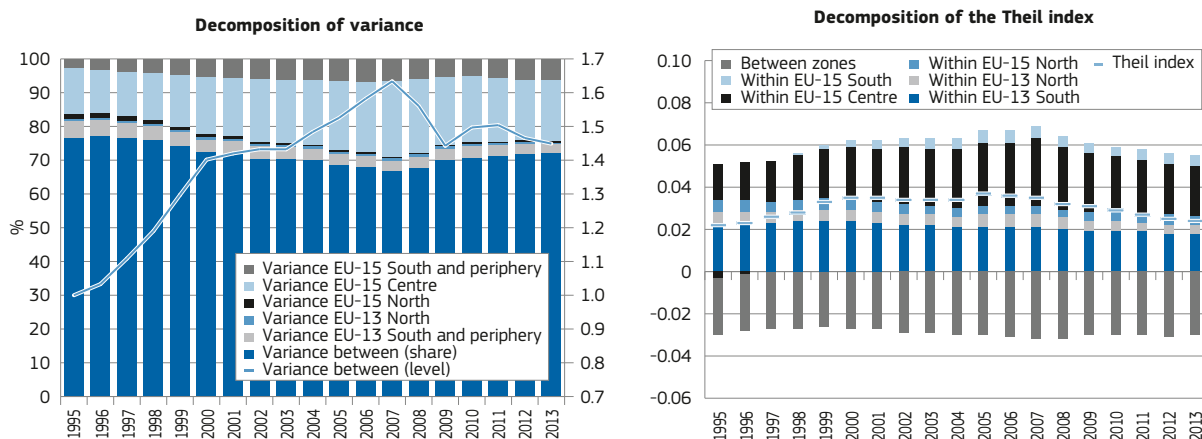 Decomposition of variance
100
90
80
70
60
50
40
30
20
10
0
%
1.7
1.6
1.5
1.4
1.3
1.2
1.1
1.0
0.9
0.8
0.7
Variance EU-15 South and periphery
Variance EU-15 Centre
Variance EU-15 North
Variance EU-13 North
Variance EU-13 South and periphery
Variance between (share)
Variance between (level)
1995 1996 1997 1998 1999 2000 2001 2002 2003 2004 2005 2006 2007 2008 2009 2010 2011 2012 2013
Decomposition of the Theil index
0.10
0.08
0.06
0.04
0.02
0
-0.02
-0.04
-0.06
Between zones
Within EU-15 South
Within EU-15 Centre
Within EU-15 North
Within EU-13 North
Within EU-13 South
Theil index
1995 1996 1997 1998 1999 2000 2001 2002 2003 2004 2005 2006 2007 2008 2009 2010 2011 2012 2013